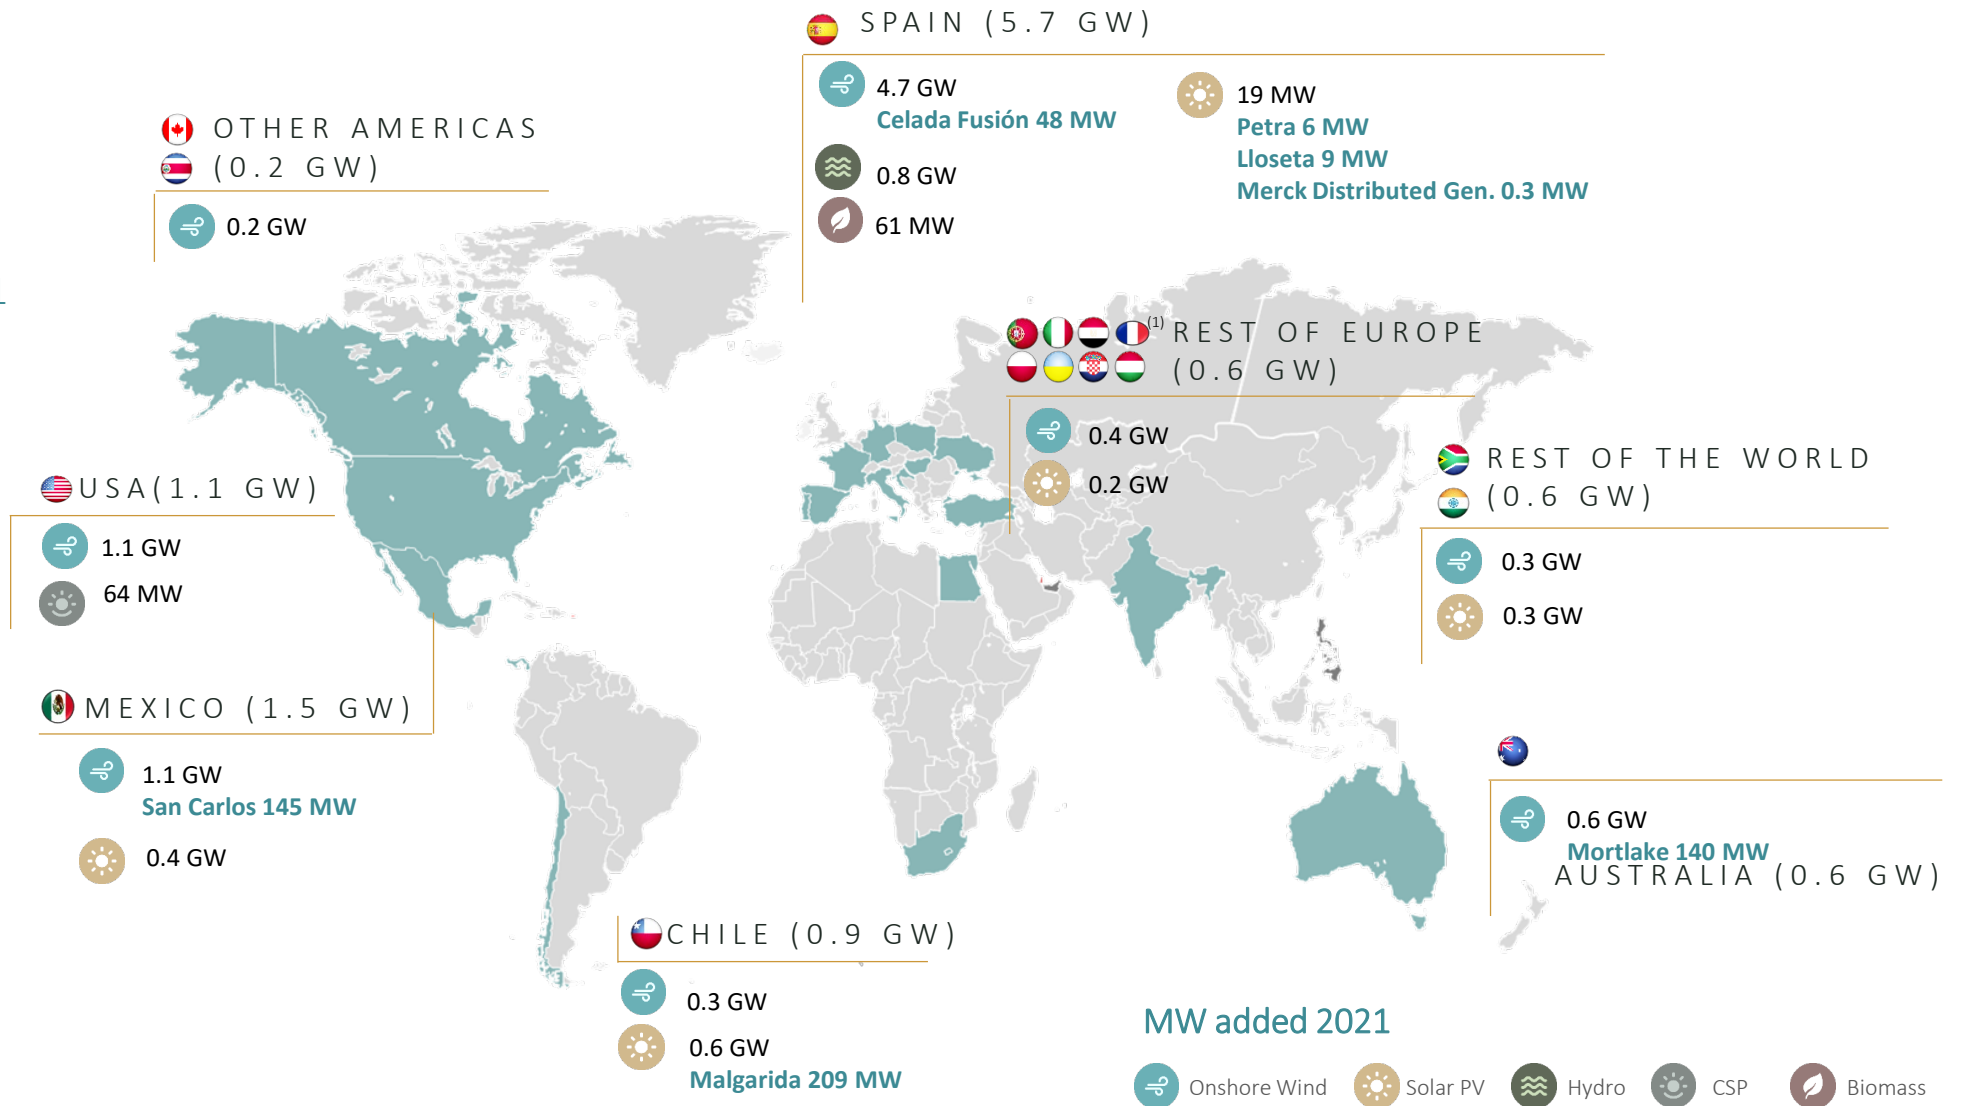 SPAIN (5.7 GW)
4.7 GW
Celada Fusión 48 MW
0.8 GW
61 MW
19 MW
Petra 6 MW
Lloseta 9 MW
Merck Distributed Gen. 0.3 MW
OTHER AMERICAS
(0.2 GW)
0.2 GW
(1) REST OF EUROPE
(0.6 GW)
0.4 GW
0.2 GW
USA(1.1 GW)
1.1 GW
64 MW
REST OF THE WORLD
(0.6 GW)
0.3 GW
0.3 GW
MEXICO (1.5 GW)
1.1 GW
San Carlos 145 MW
0.4 GW
0.6 GW
Mortlake 140 MW
AUSTRALIA (0.6 GW)
CHILE (0.9 GW)
0.3 GW
0.6 GW
Malgarida 209 MW
MW added 2021
Onshore Wind
Solar PV
Hydro
CSP
Biomass